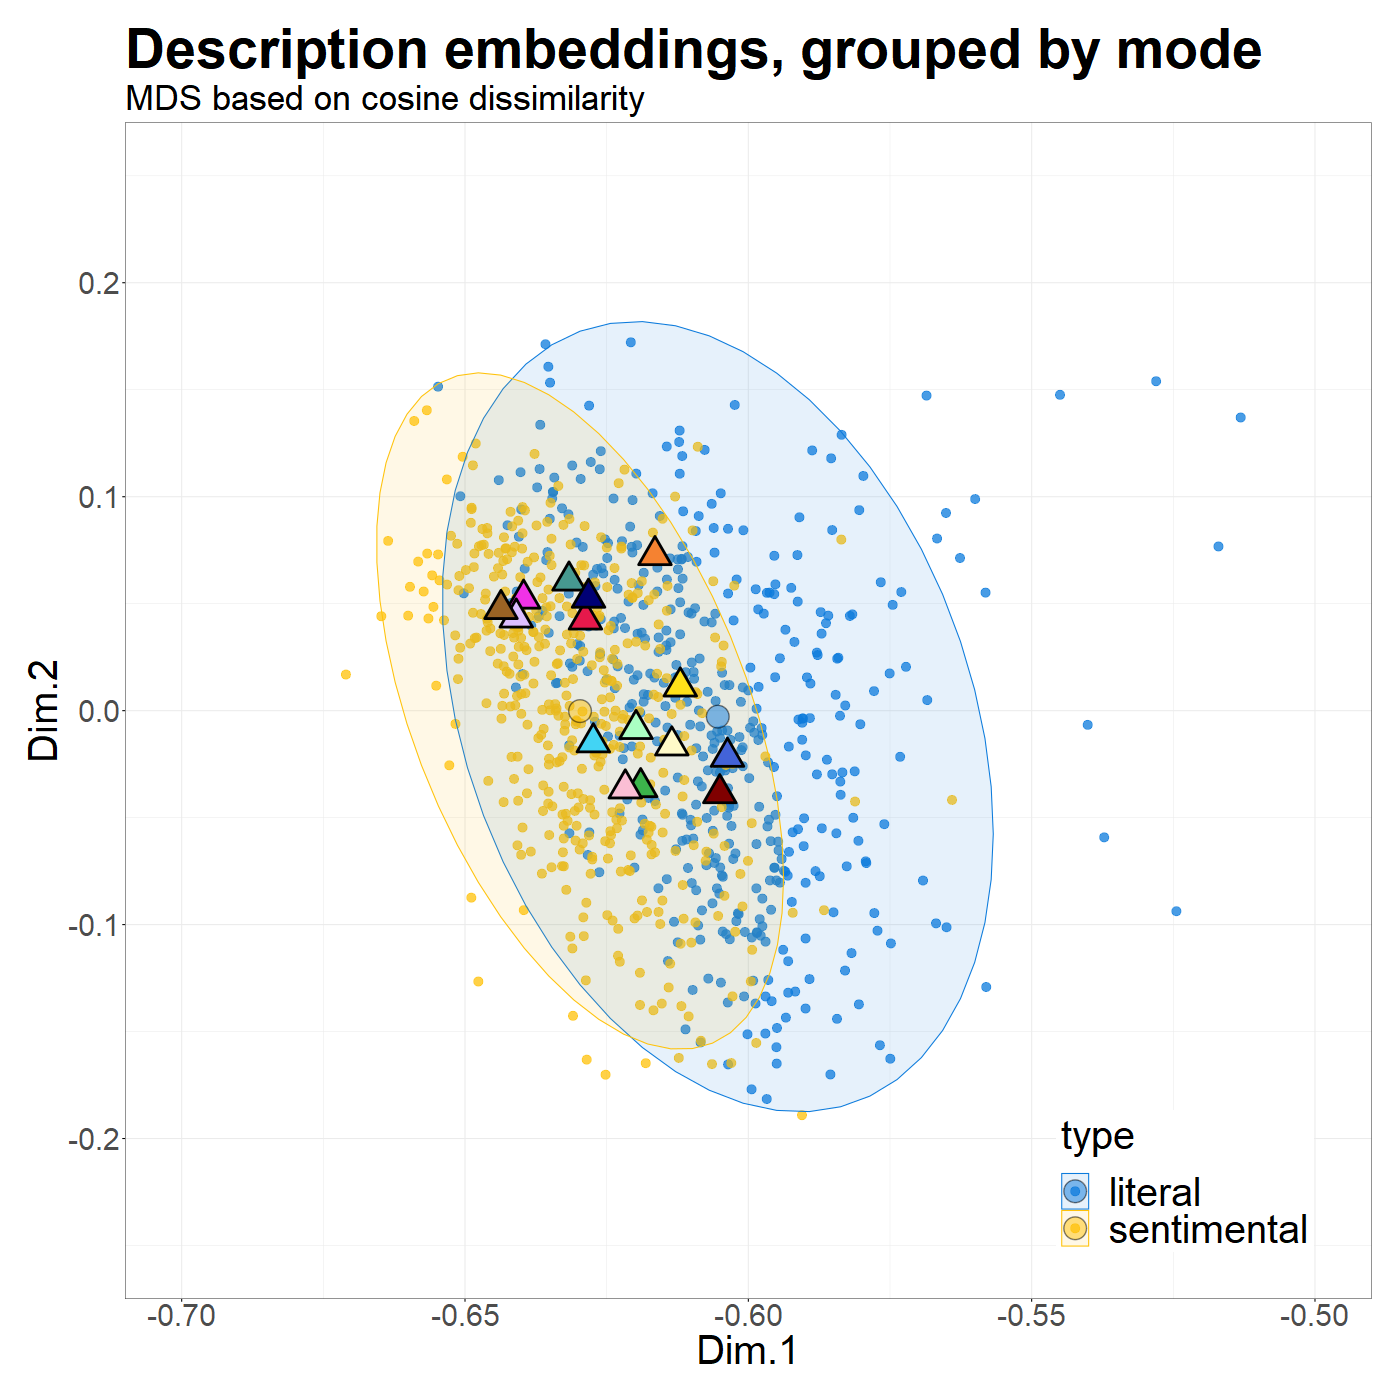 Description embeddings, grouped by mode
MDS based on cosine dissimilarity
Dim.2
0.2
0.1
0.0
-0.1
-0.2
type
literal
sentimental
-0.70
-0.65
-0.60
-0.55
-0.50
Dim.1